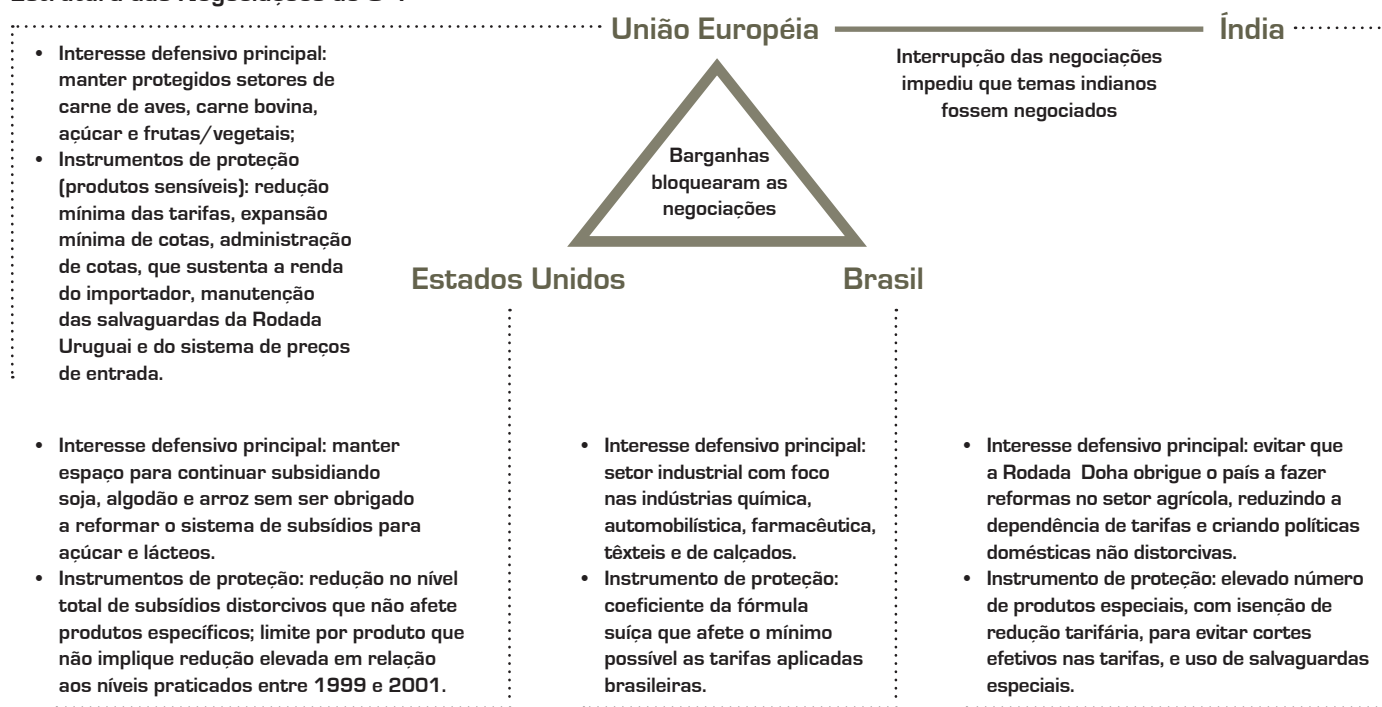 União Européia
Índia
• Interesse defensivo principal:
manter protegidos setores de
carne de aves, carne bovina,
açúcar e frutas/vegetais;
• Instrumentos de proteção
(produtos sensíveis): redução
mínima das tarifas, expansão
mínima de cotas, administração
de cotas, que sustenta a renda
do importador, manutenção
das salvaguardas da Rodada
Uruguai e do sistema de preços
de entrada.
Interrupção das negociações
impediu que temas indianos
fossem negociados
Barganhas
bloquearam as
negociações
Estados Unidos
Brasil
• Interesse defensivo principal: manter
espaço para continuar subsidiando
soja, algodão e arroz sem ser obrigado
a reformar o sistema de subsídios para
açúcar e lácteos.
• Instrumentos de proteção: redução no nível
total de subsídios distorcivos que não afete
produtos específicos; limite por produto que
não implique redução elevada em relação
aos níveis praticados entre 1999 e 2001.
• Interesse defensivo principal:
setor industrial com foco
nas indústrias química,
automobilística, farmacêutica,
têxteis e de calçados.
• Instrumento de proteção:
coeficiente da fórmula
suíça que afete o mínimo
possível as tarifas aplicadas
brasileiras.
• Interesse defensivo principal: evitar que
a Rodada Doha obrigue o país a fazer
reformas no setor agrícola, reduzindo a
dependência de tarifas e criando políticas
domésticas não distorcivas.
• Instrumento de proteção: elevado número
de produtos especiais, com isenção de
redução tarifária, para evitar cortes
efetivos nas tarifas, e uso de salvaguardas
especiais.